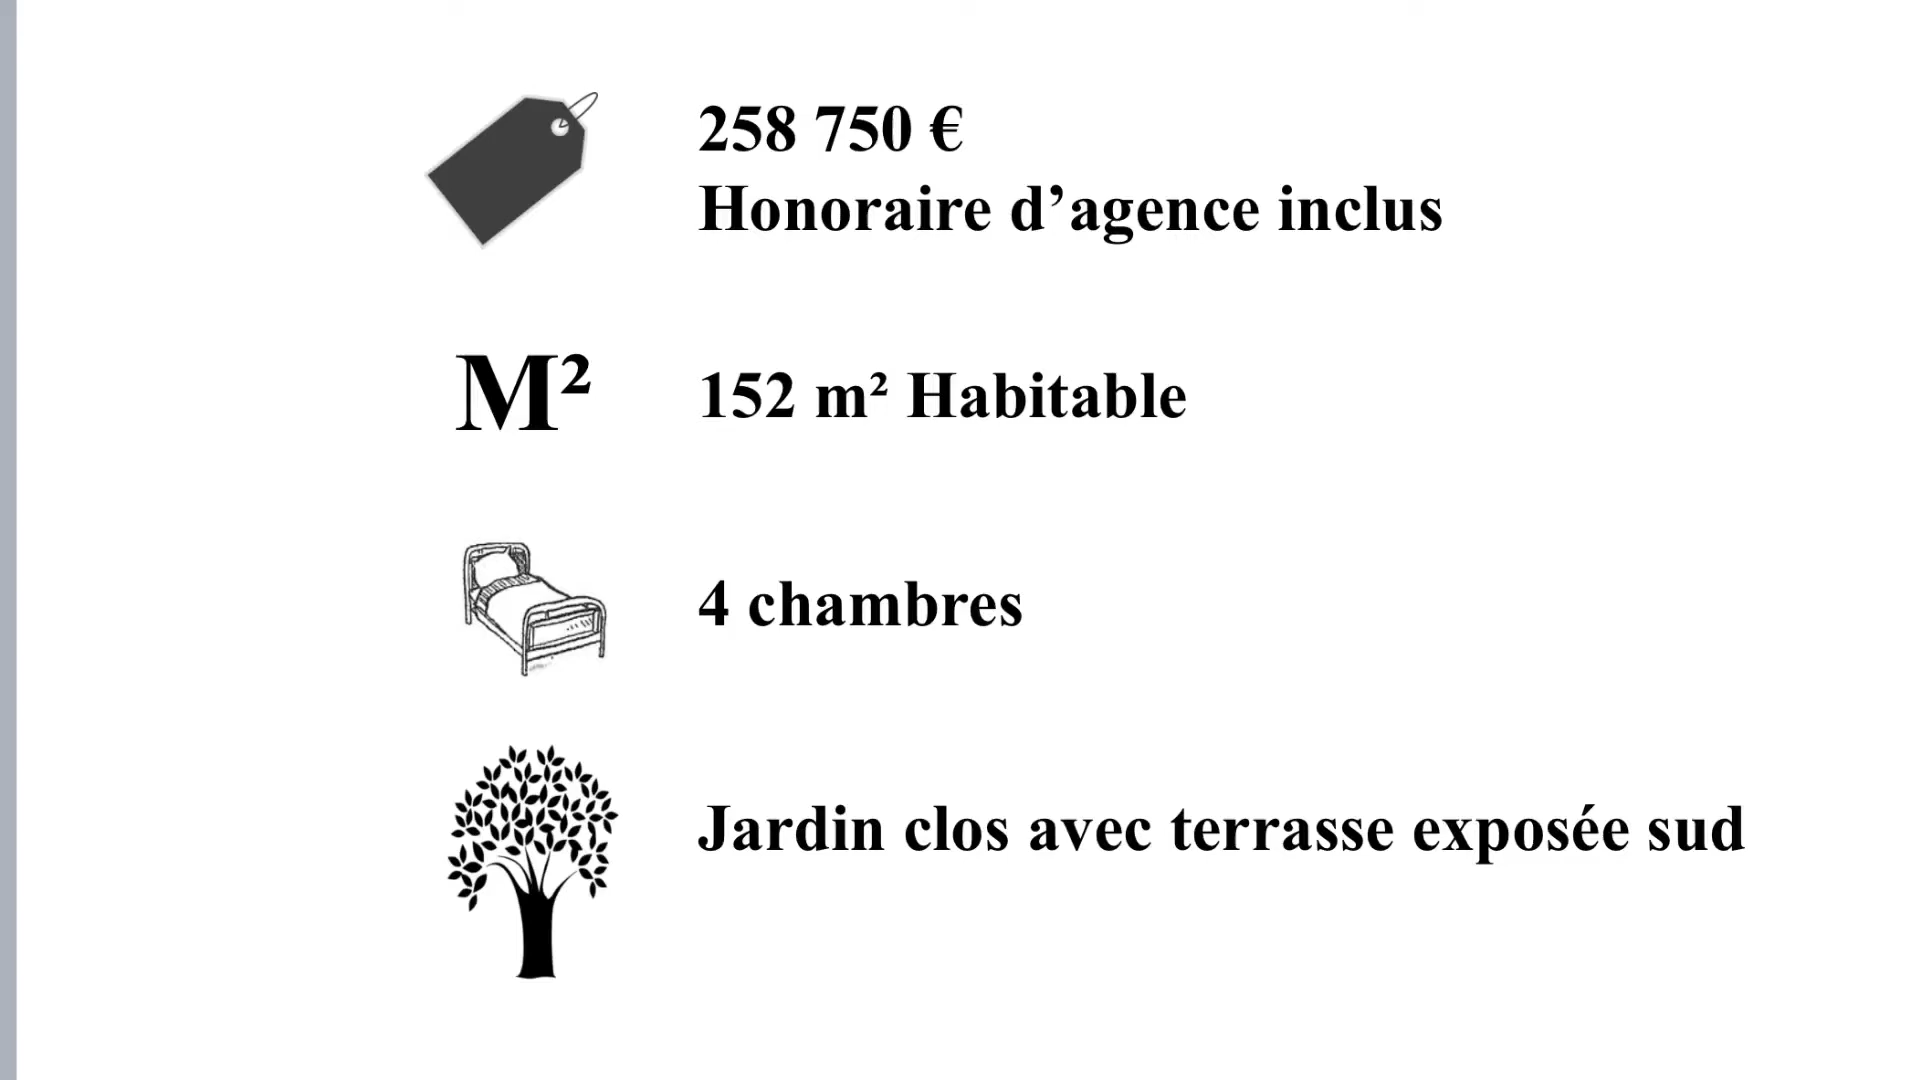 258 750 €
Honoraire d’agence inclus
M²
152 m² Habitable
4 chambres
Jardin clos avec terrasse exposée sud